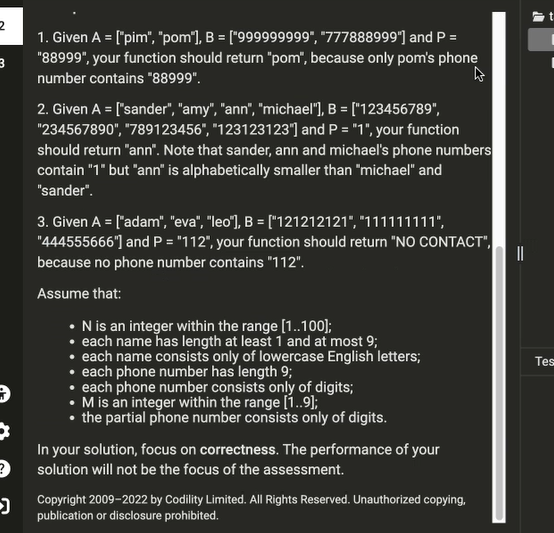 2
3
1. Given A = ["pim", "pom"], B = ["999999999", "777888999"] and P =
"88999", your function should return "pom", because only pom's phone
number contains "88999".
2. Given A = ["sander", "amy", "ann", "michael"], B = ["123456789",
"234567890", "789123456", "123123123"] and P = "1", your function
should return "ann". Note that sander, ann and michael's phone numbers
contain "1" but "ann" is alphabetically smaller than "michael" and
"sander".
3. Given A = ["adam", "eva", "leo"], B = ["121212121", "111111111",
"444555666"] and P = "112", your function should return "NO CONTACT",
because no phone number contains "112".
Assume that:
• N is an integer within the range [1..100];
• each name has length at least 1 and at most 9;
• each name consists only of lowercase English letters;
• each phone number has length 9;
• each phone number consists only of digits;
• M is an integer within the range [1..9];
• the partial phone number consists only of digits.
In your solution, focus on correctness. The performance of your
solution will not be the focus of the assessment.
Copyright 2009–2022 by Codility Limited. All Rights Reserved. Unauthorized copying,
publication or disclosure prohibited.
t
Tes